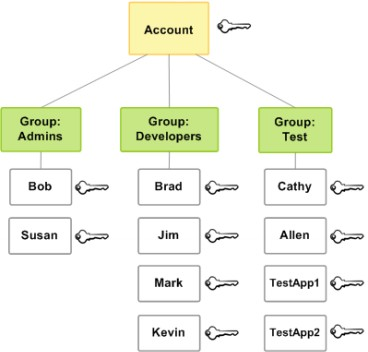 Account
Group:
Admins
Group:
Developers
Group:
Test
Bob
Brad
Cathy
Susan
Jim
Allen
Mark
TestApp1
Kevin
TestApp2